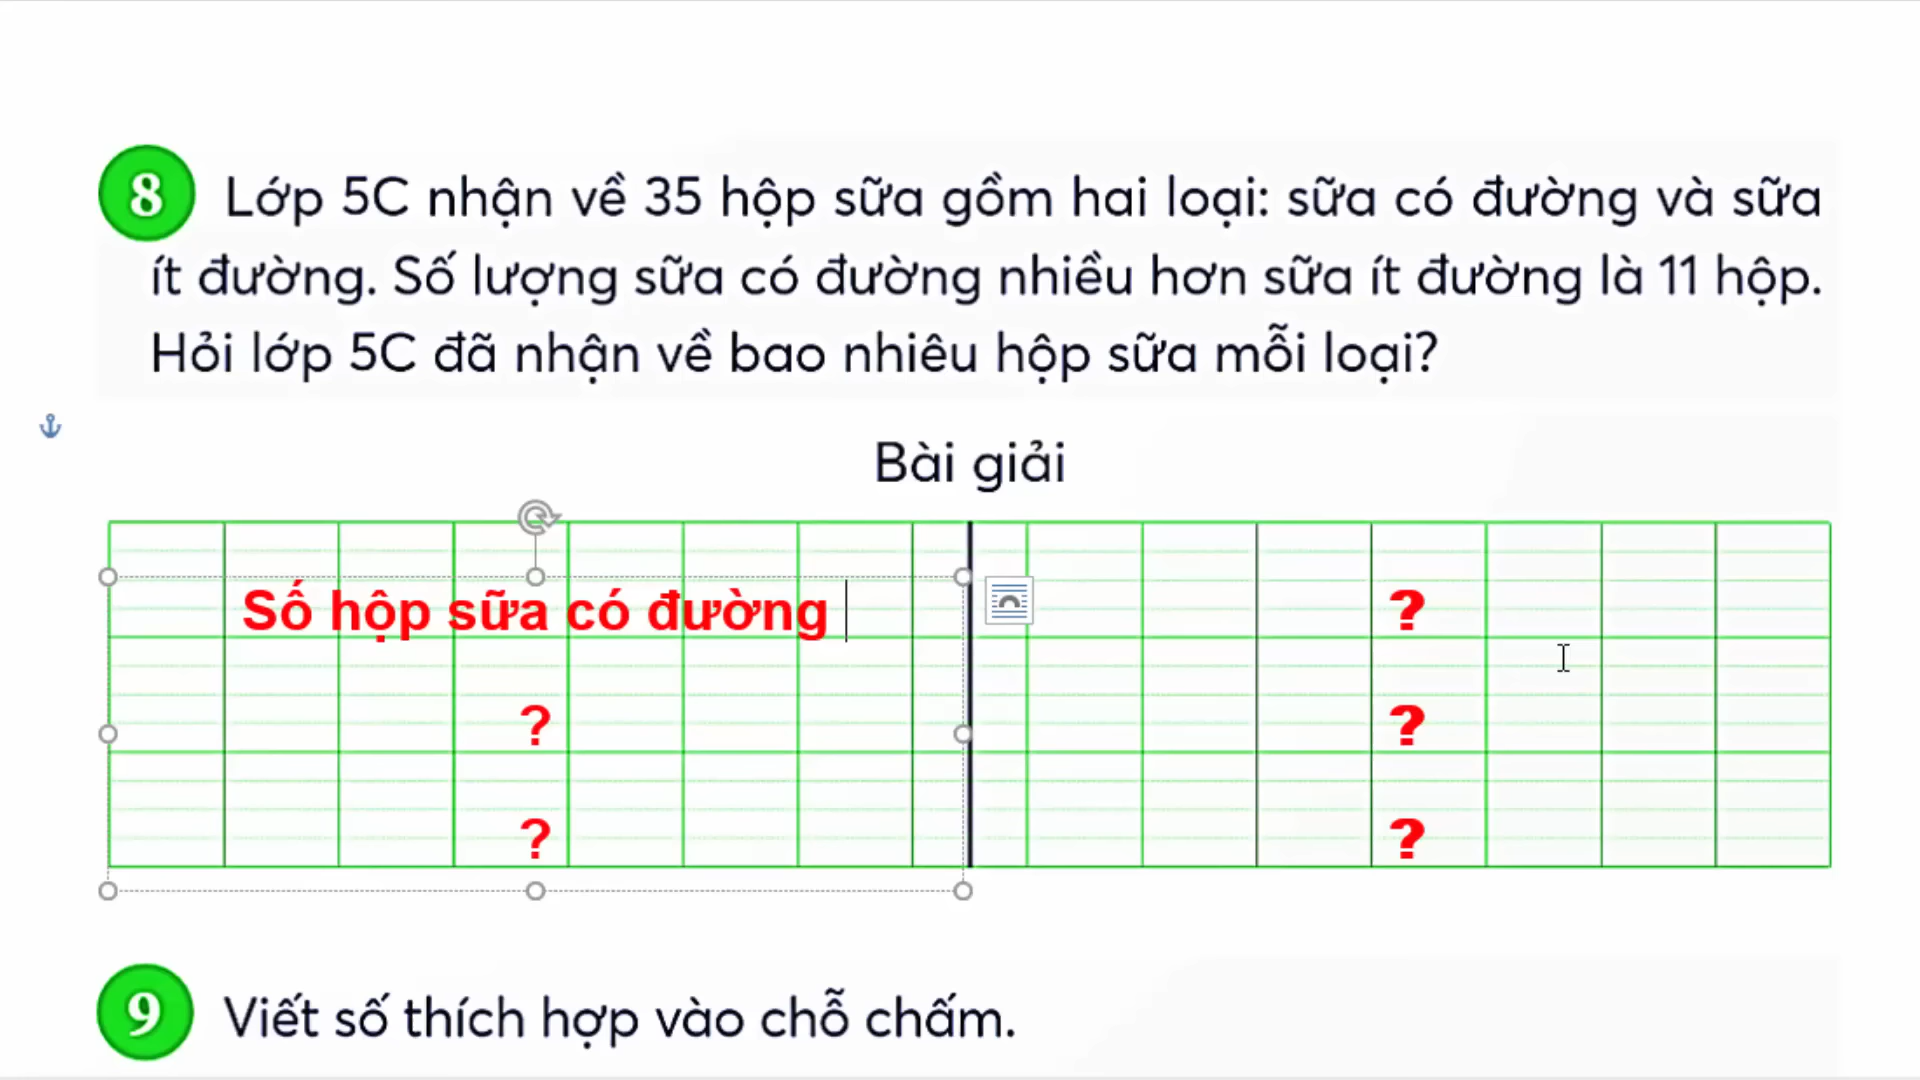 8 Lớp 5C nhận về 35 hộp sữa gồm hai loại: sữa có đường và sữa
ít đường. Số lượng sữa có đường nhiều hơn sữa ít đường là 11 hộp.
Hỏi lớp 5C đã nhận về bao nhiêu hộp sữa mỗi loại?
Bài giải
Số hộp sữa có đường
?
?
?
?
?
9 Viết số thích hợp vào chỗ chấm.